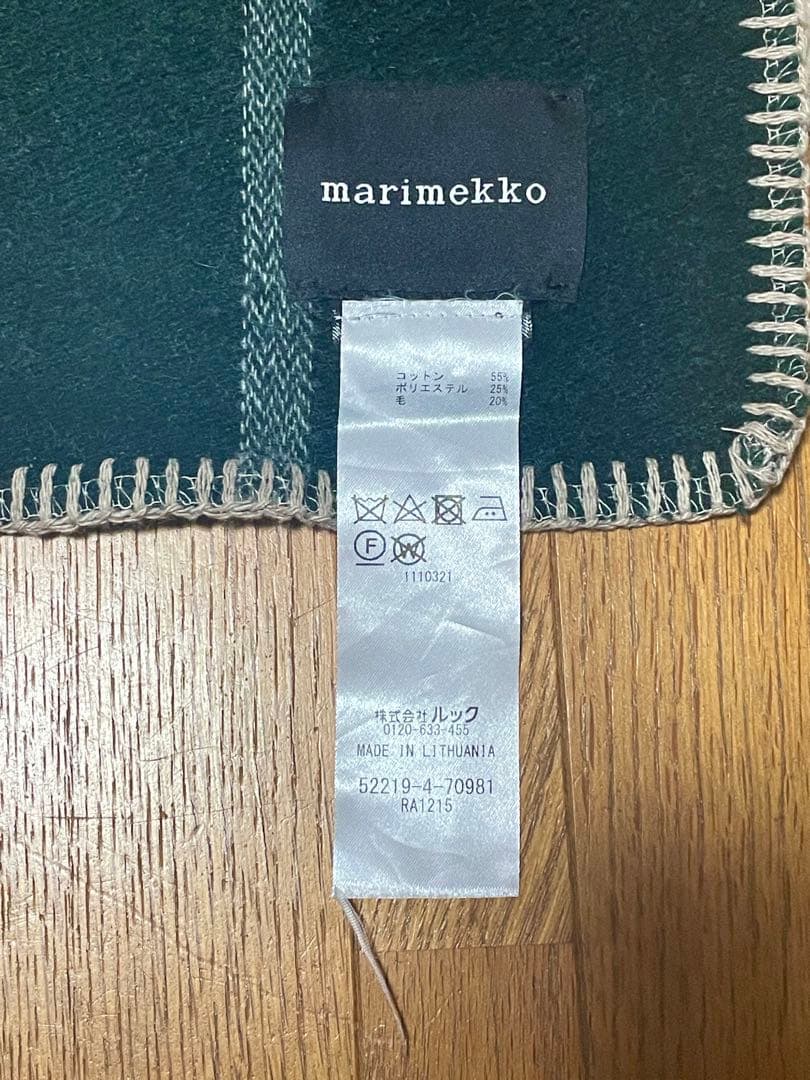 marimekko
コットン 55%
ポリエステル 25%
毛 20%
F W
1110321
株式会社ルック
0120-633-455
MADE IN LITHUANIA
52219-4-70981
RA1215